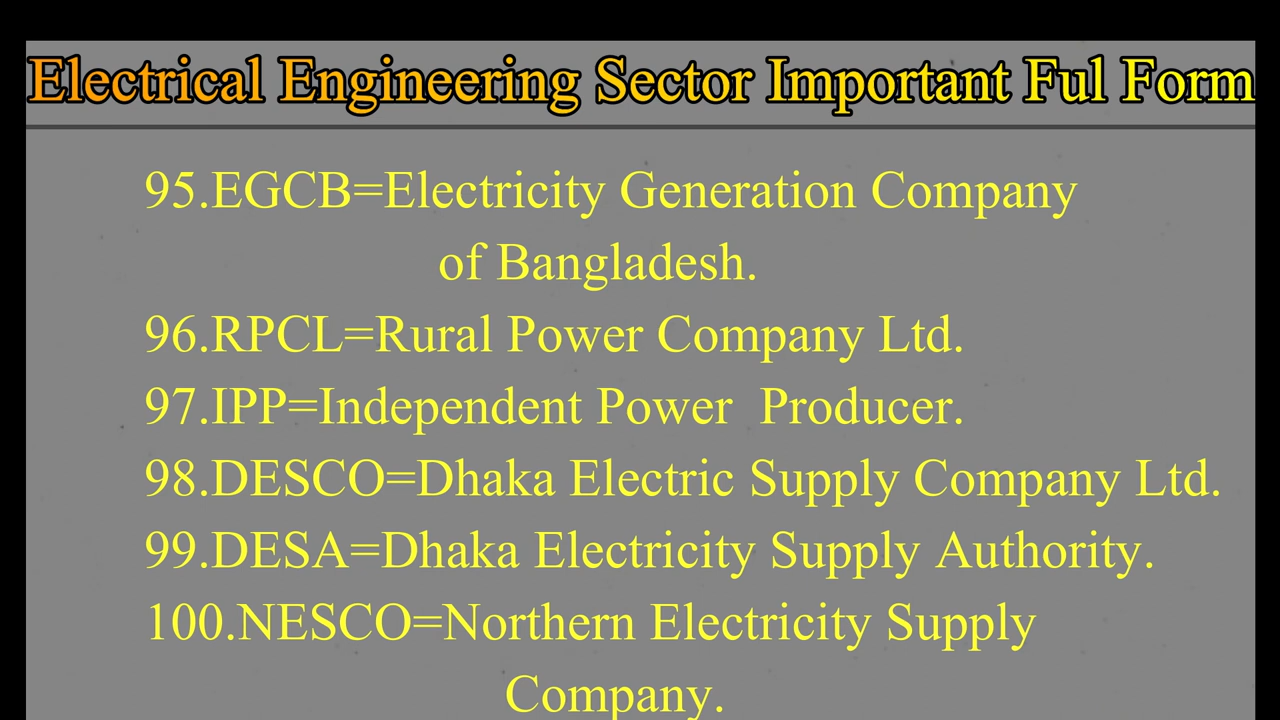 Electrical Engineering Sector Important Ful Form
95.EGCB=Electricity Generation Company
of Bangladesh.
96.RPCL=Rural Power Company Ltd.
97.IPP=Independent Power  Producer.
98.DESCO=Dhaka Electric Supply Company Ltd.
99.DESA=Dhaka Electricity Supply Authority.
100.NESCO=Northern Electricity Supply
Company.